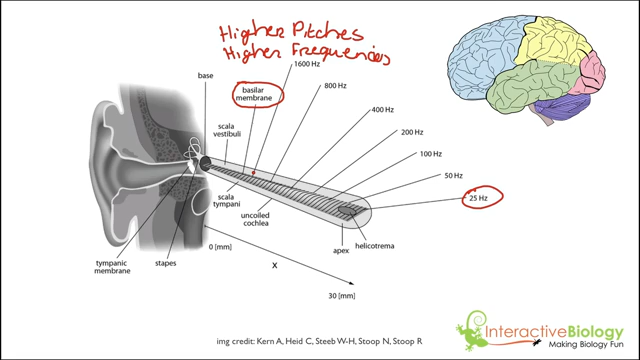 Higher Pitches
Higher Frequencies
1600 Hz
base
basilar
membrane
800 Hz
400 Hz
scala
vestibuli
200 Hz
100 Hz
50 Hz
25 Hz
scala
tympani
uncoiled
cochlea
helicotrema
apex
0 [mm]
tympanic
membrane
stapes
x
30 [mm]
InteractiveBiology
Making Biology Fun
img credit: Kern A, Heid C, Steeb W-H, Stoop N, Stoop R